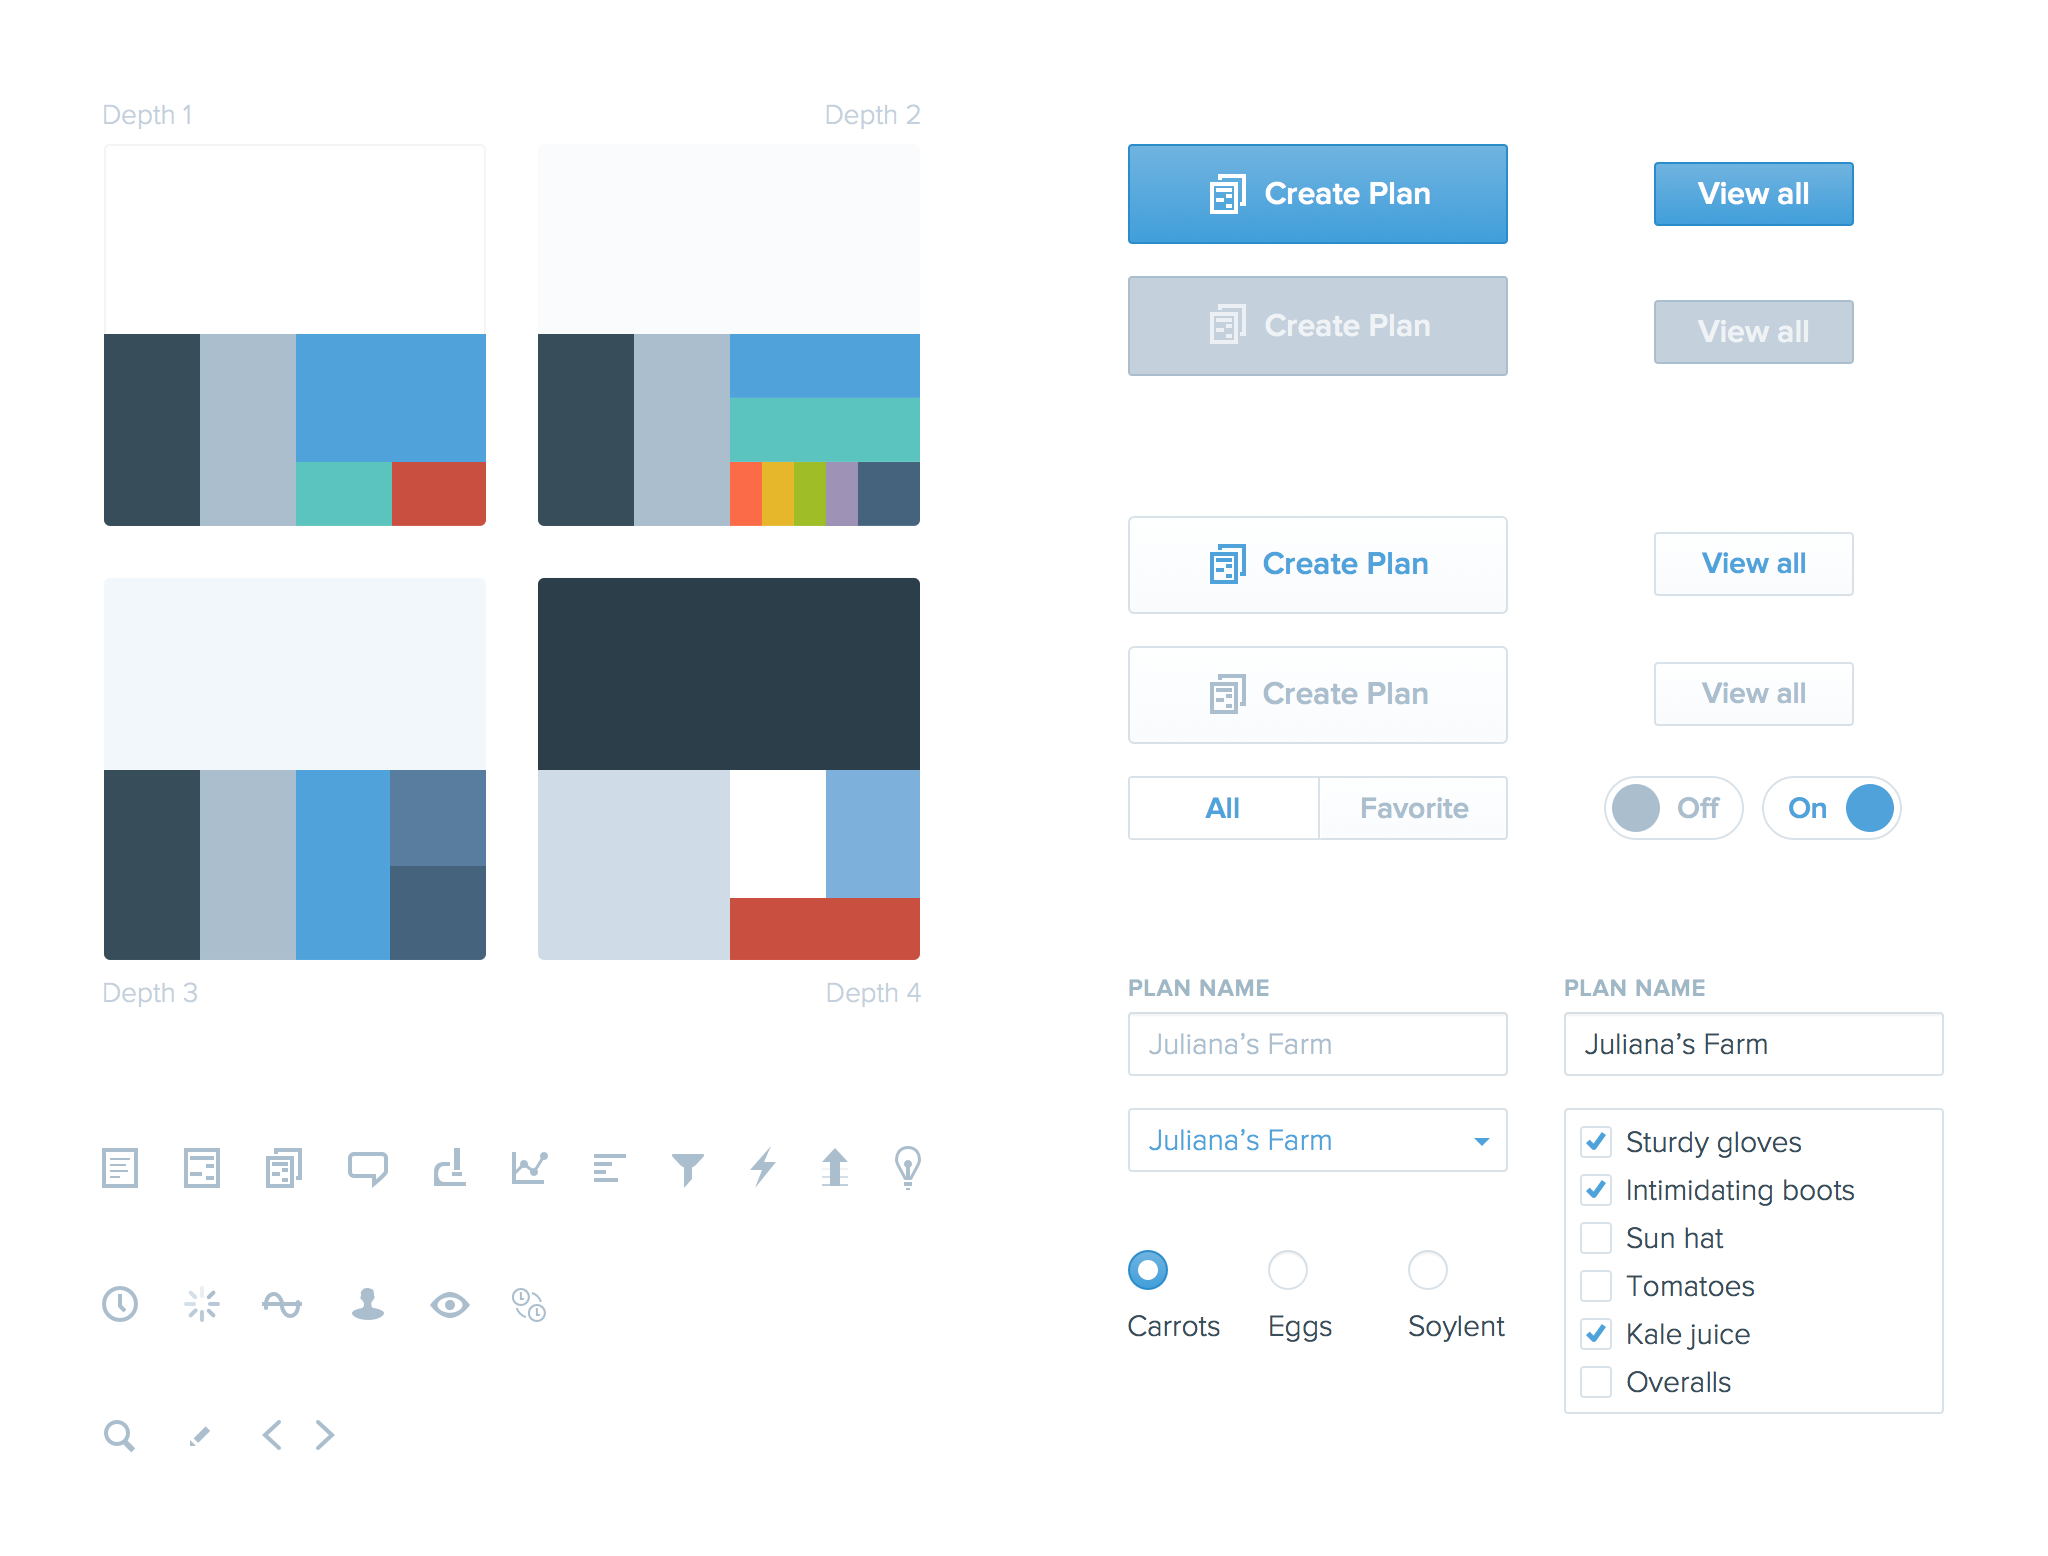 Depth 1
Depth 2
Depth 3
Depth 4
Create Plan
View all
Create Plan
View all
Create Plan
View all
Create Plan
View all
All
Favorite
Off
On
PLAN NAME
Juliana’s Farm
Juliana’s Farm
Carrots
Eggs
Soylent
PLAN NAME
Juliana’s Farm
Sturdy gloves
Intimidating boots
Sun hat
Tomatoes
Kale juice
Overalls